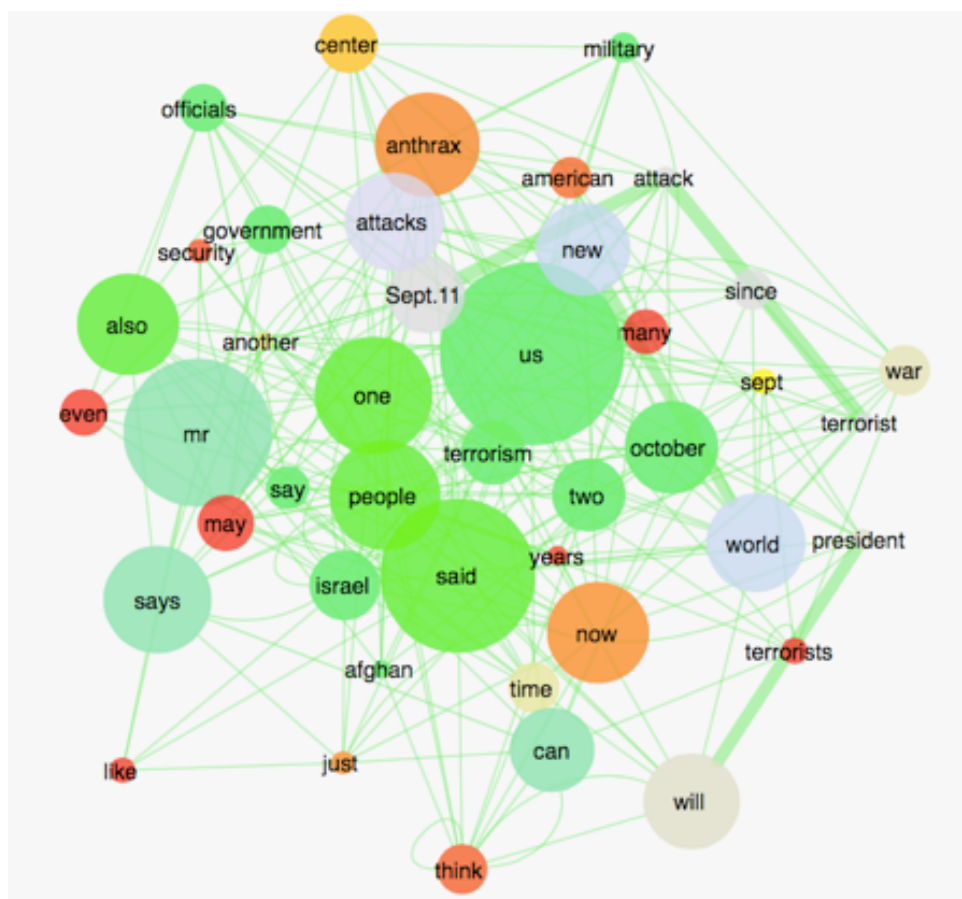 center
military
officials
anthrax
american
attack
attacks
government
new
security
since
Sept.11
also
many
another
us
war
sept
one
even
terrorist
mr
october
terrorism
say
people
two
may
president
world
years
said
israel
says
now
terrorists
afghan
time
can
just
like
will
think